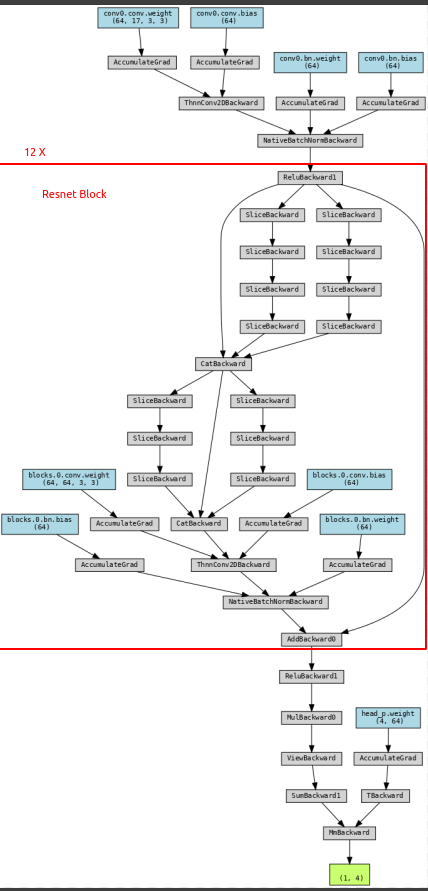 conv0.conv.weight
(64, 17, 3, 3)
conv0.conv.bias
(64)
AccumulateGrad
AccumulateGrad
conv0.bn.weight
(64)
conv0.bn.bias
(64)
ThnnConv2DBackward
AccumulateGrad
AccumulateGrad
NativeBatchNormBackward
12 X
ReluBackward1
Resnet Block
SliceBackward
SliceBackward
SliceBackward
SliceBackward
SliceBackward
SliceBackward
SliceBackward
SliceBackward
CatBackward
SliceBackward
SliceBackward
SliceBackward
SliceBackward
blocks.0.conv.weight
(64, 64, 3, 3)
SliceBackward
SliceBackward
blocks.0.conv.bias
(64)
blocks.0.bn.bias
(64)
AccumulateGrad
CatBackward
AccumulateGrad
blocks.0.bn.weight
(64)
AccumulateGrad
ThnnConv2DBackward
AccumulateGrad
NativeBatchNormBackward
AddBackward0
ReluBackward1
MulBackward0
head_p.weight
(4, 64)
ViewBackward
AccumulateGrad
SumBackward1
TBackward
MmBackward
(1, 4)